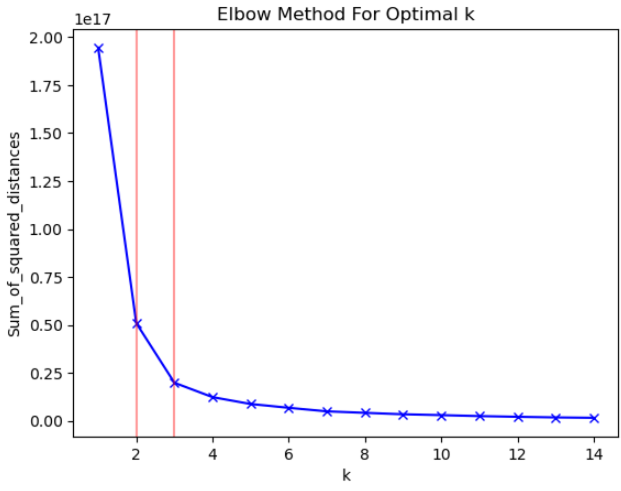 Elbow Method For Optimal k
1e17
2.00
1.75
1.50
1.25
1.00
0.75
0.50
0.25
0.00
Sum_of_squared_distances
2 4 6 8 10 12 14
k